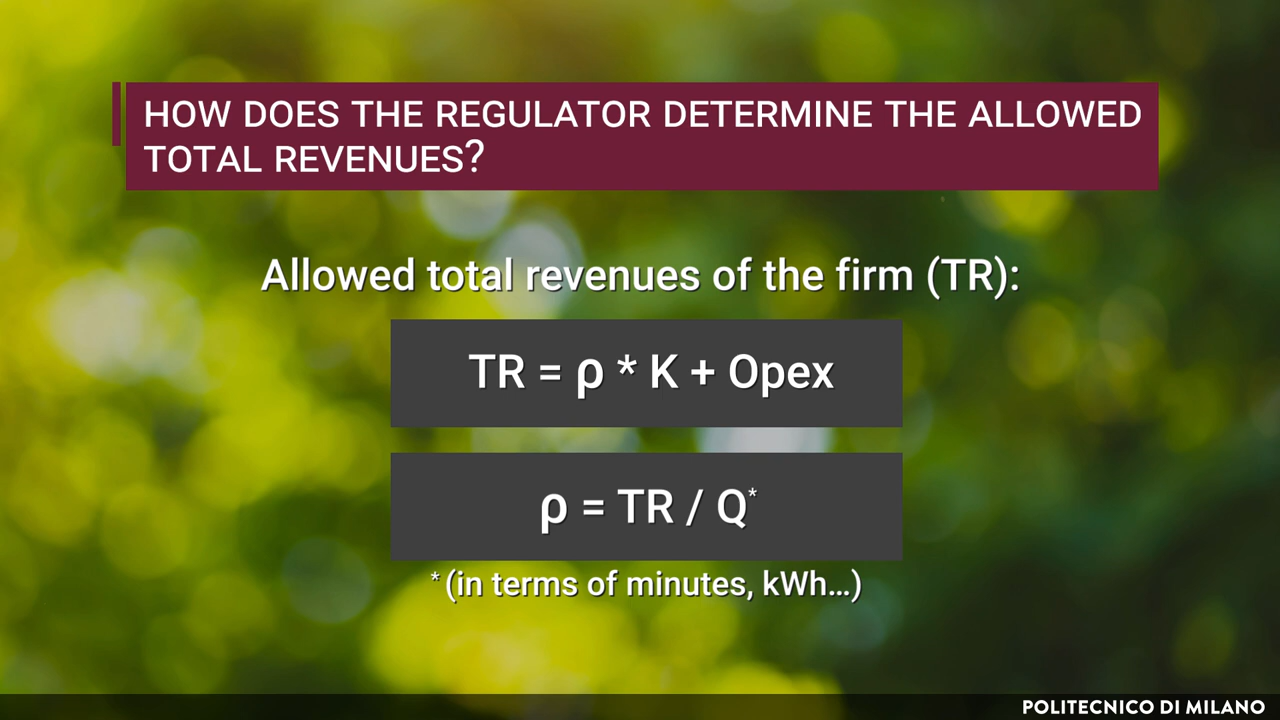 HOW DOES THE REGULATOR DETERMINE THE ALLOWED
TOTAL REVENUES?
Allowed total revenues of the firm (TR):
TR = ρ * K + Opex
ρ = TR / Q*
* (in terms of minutes, kWh...)
POLITECNICO DI MILANO